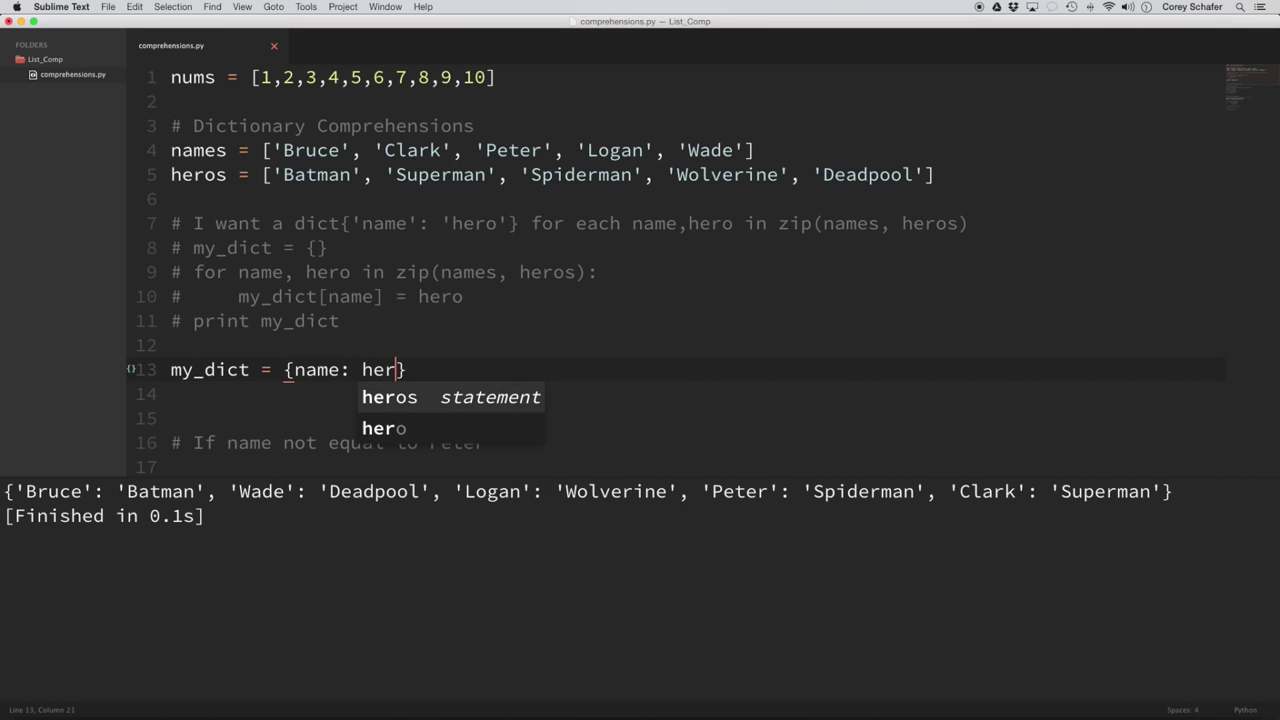 Sublime Text File Edit Selection Find View Goto Tools Project Window Help Corey Schafer
comprehensions.py — List_Comp
FOLDERS
List_Comp
comprehensions.py
comprehensions.py
1 nums = [1,2,3,4,5,6,7,8,9,10]
2
3 # Dictionary Comprehensions
4 names = ['Bruce', 'Clark', 'Peter', 'Logan', 'Wade']
5 heros = ['Batman', 'Superman', 'Spiderman', 'Wolverine', 'Deadpool']
6
7 # I want a dict{'name': 'hero'} for each name,hero in zip(names, heros)
8 # my_dict = {}
9 # for name, hero in zip(names, heros):
10 #     my_dict[name] = hero
11 # print my_dict
12
{} 13 my_dict = {name: her}
heros statement
14
hero
15
16 # If name not equal to Peter
17
{'Bruce': 'Batman', 'Wade': 'Deadpool', 'Logan': 'Wolverine', 'Peter': 'Spiderman', 'Clark': 'Superman'}
[Finished in 0.1s]
Line 13, Column 21 Spaces: 4 Python